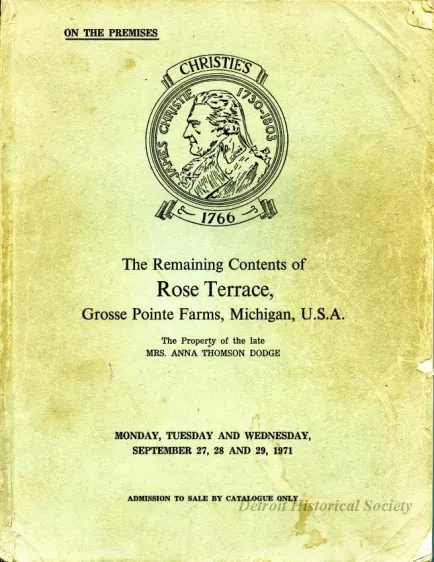 ON THE PREMISES
CHRISTIE'S
JAMES CHRISTIE 1730-1803
1766
The Remaining Contents of
Rose Terrace,
Grosse Pointe Farms, Michigan, U.S.A.
The Property of the late
MRS. ANNA THOMSON DODGE
MONDAY, TUESDAY AND WEDNESDAY,
SEPTEMBER 27, 28 AND 29, 1971
ADMISSION TO SALE BY CATALOGUE ONLY
Detroit Historical Society